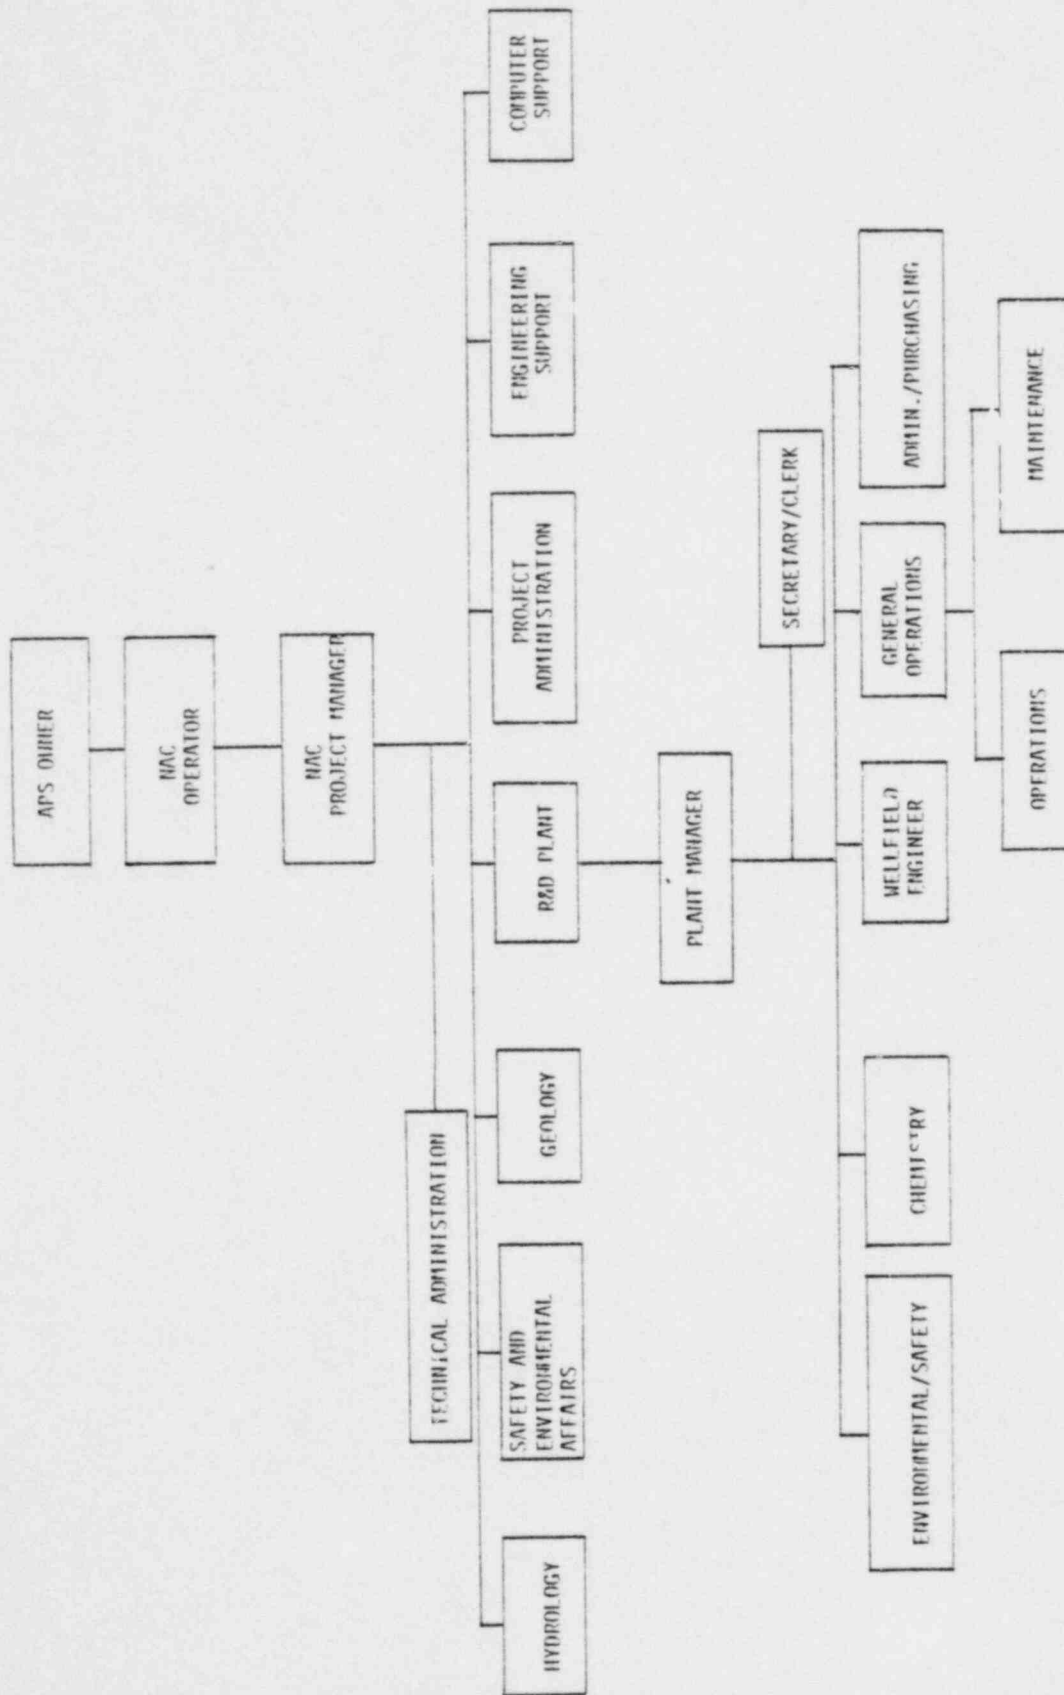 APS OWNER
NAC
OPERATOR
NAC
PROJECT MANAGER
TECHNICAL ADMINISTRATION
HYDROLOGY
SAFETY AND
ENVIRONMENTAL
AFFAIRS
GEOLOGY
R&D PLANT
PROJECT
ADMINISTRATION
ENGINEERING
SUPPORT
COMPUTER
SUPPORT
PLANT MANAGER
SECRETARY/CLERK
ENVIRONMENTAL/SAFETY
CHEMISTRY
WELLFIELD
ENGINEER
GENERAL
OPERATIONS
ADMIN./PURCHASING
OPERATIONS
MAINTENANCE